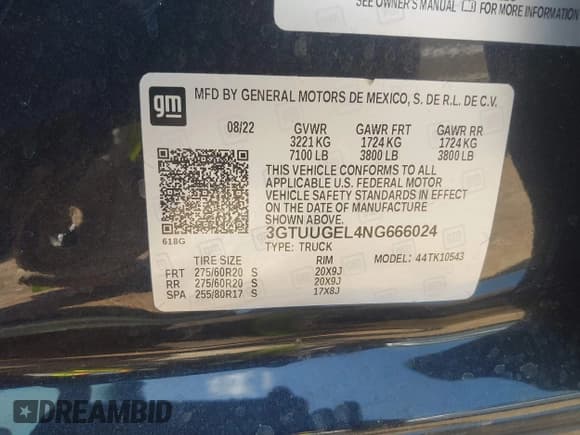 SEE OWNER'S MANUAL
FOR MORE INFORMATION
gm
MFD BY GENERAL MOTORS DE MEXICO, S. DE R.L. DE C.V.
08/22 GVWR GAWR FRT GAWR RR
3221 KG 1724 KG 1724 KG
7100 LB 3800 LB 3800 LB
THIS VEHICLE CONFORMS TO ALL
APPLICABLE U.S. FEDERAL MOTOR
VEHICLE SAFETY STANDARDS IN EFFECT
ON THE DATE OF MANUFACTURE
SHOWN ABOVE.
618G 3GTUUGEL4NG666024
TYPE: TRUCK MODEL: 44TK10543
TIRE SIZE RIM
FRT 275/60R20 S 20X9J
RR 275/60R20 S 20X9J
SPA 255/80R17 S 17X8J
DREAMBID